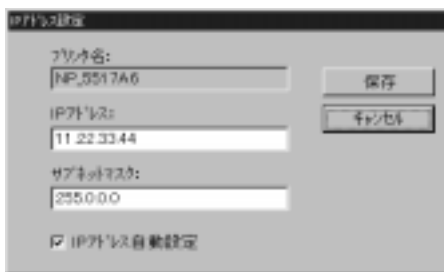 IPｱﾄﾞﾚｽ設定
ﾌﾟﾘﾝﾀ名:
NP_5517A6
保存
IPｱﾄﾞﾚｽ:
11.22.33.44
ｷｬﾝｾﾙ
ｻﾌﾞﾈｯﾄﾏｽｸ:
255.0.0.0
IPｱﾄﾞﾚｽ自動設定